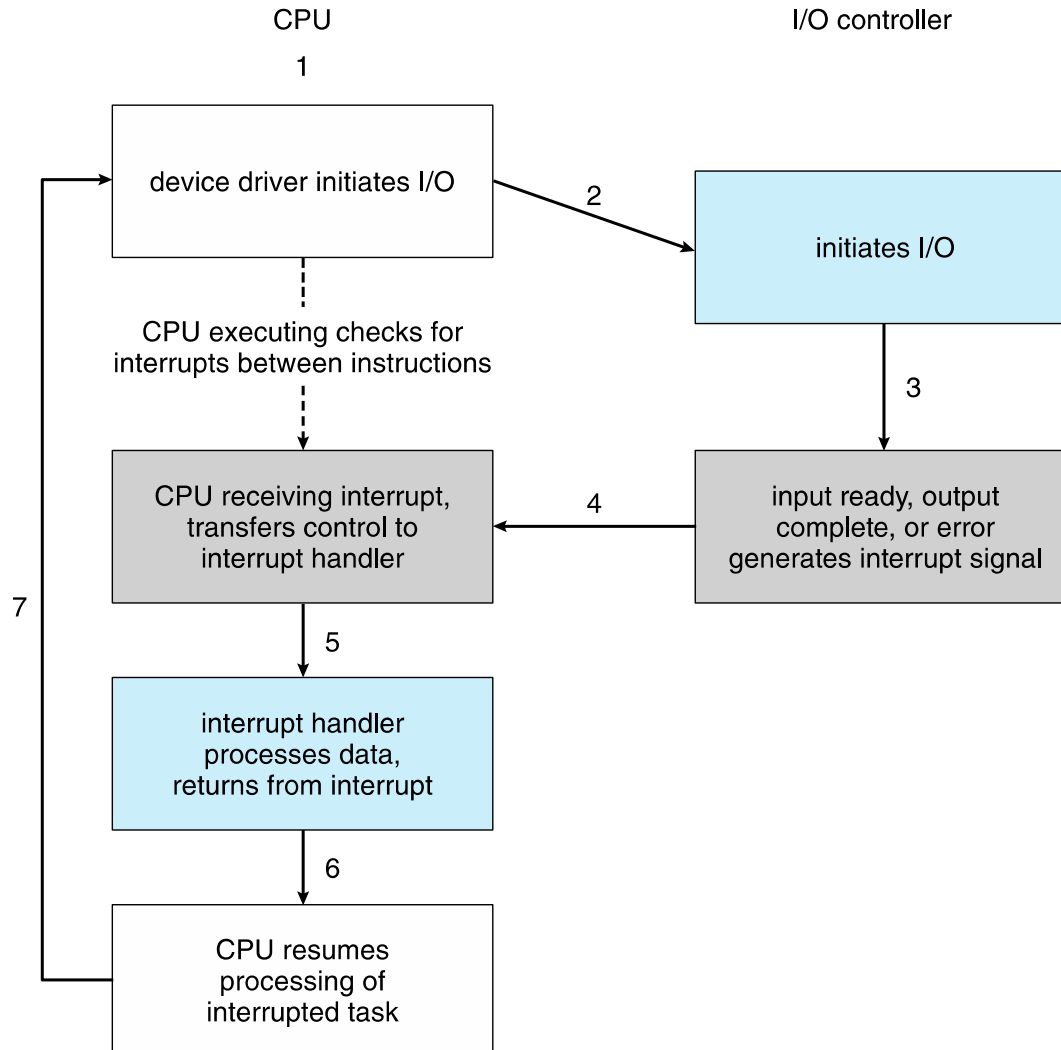 CPU
I/O controller
1
device driver initiates I/O
2
initiates I/O
CPU executing checks for
interrupts between instructions
3
CPU receiving interrupt,
transfers control to
interrupt handler
4
input ready, output
complete, or error
generates interrupt signal
7
5
interrupt handler
processes data,
returns from interrupt
6
CPU resumes
processing of
interrupted task